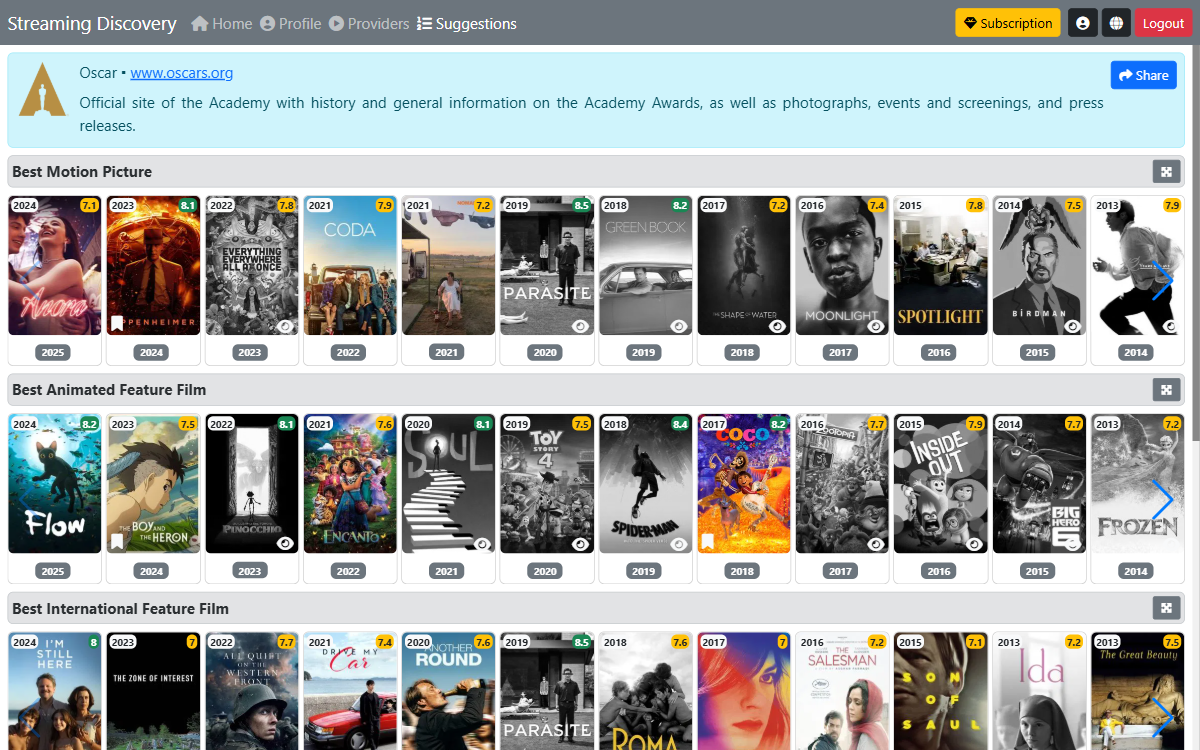 Streaming Discovery Home Profile Providers Suggestions Subscription Logout
Oscar • www.oscars.org Share
Official site of the Academy with history and general information on the Academy Awards, as well as photographs, events and screenings, and press
releases.
Best Motion Picture
2024 7.1 2023 8.1 2022 7.8 2021 7.9 2021 7.2 2019 8.5 2018 8.2 2017 7.2 2016 7.4 2015 7.8 2014 7.5 2013 7.9
Anora
PPENHEIMER
EVERYTHING
EVERYWHERE
ALL AT ONCE
CODA
PARASITE
GREEN BOOK
THE SHAPE OF WATER
MOONLIGHT
SPOTLIGHT
BIRDMAN
2025 2024 2023 2022 2021 2020 2019 2018 2017 2016 2015 2014
Best Animated Feature Film
2024 8.2 2023 7.5 2022 8.1 2021 7.6 2020 8.1 2019 7.5 2018 8.4 2017 8.2 2016 7.7 2015 7.9 2014 7.7 2013 7.2
Flow
THE BOY AND
THE HERON
PINOCCHIO
ENCANTO
SOUL
TOY
STORY
4
SPIDER-MAN
COCO
ZOOTOPIA
INSIDE
OUT
BIG
HERO
6
FROZEN
2025 2024 2023 2022 2021 2020 2019 2018 2017 2016 2015 2014
Best International Feature Film
2024 8 2023 7 2022 7.7 2021 7.4 2020 7.6 2019 8.5 2018 7.6 2017 7 2016 7.2 2015 7.1 2013 7.2 2013 7.5
I'M
STILL
HERE
THE ZONE OF INTEREST
ALL QUIET
ON THE
WESTERN
FRONT
DRIVE MY
Car
ANOTHER
ROUND
PARASITE
ROMA
THE
SALESMAN
SON
OF
SAUL
Ida
The Great Beauty